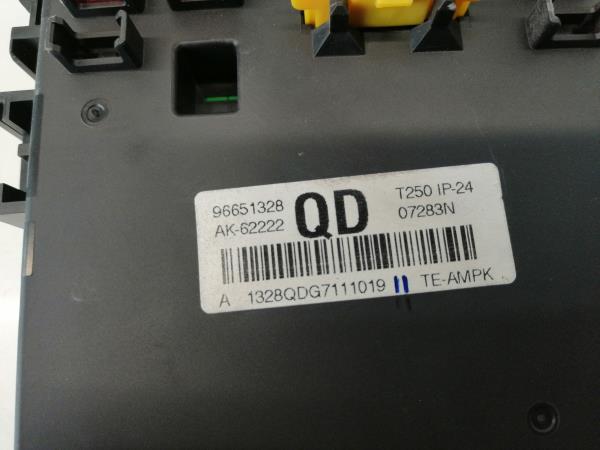 96651328 QD T250 IP-24
AK-62222 07283N
A 1328QDG7111019 TE-AMPK